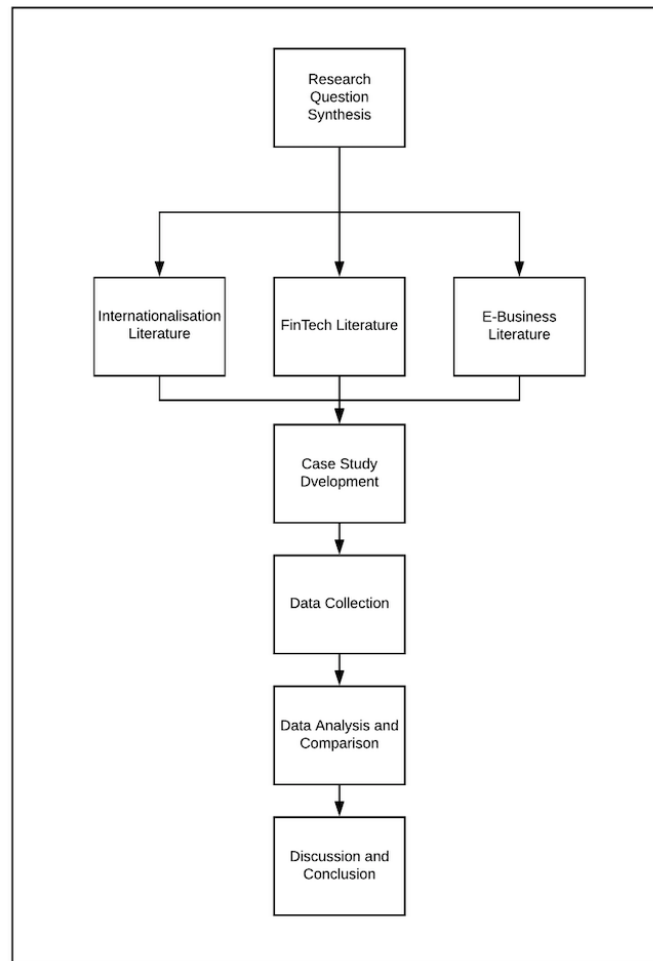 Research
Question
Synthesis
Internationalisation
Literature
FinTech Literature
E-Business
Literature
Case Study
Dvelopment
Data Collection
Data Analysis and
Comparison
Discussion and
Conclusion